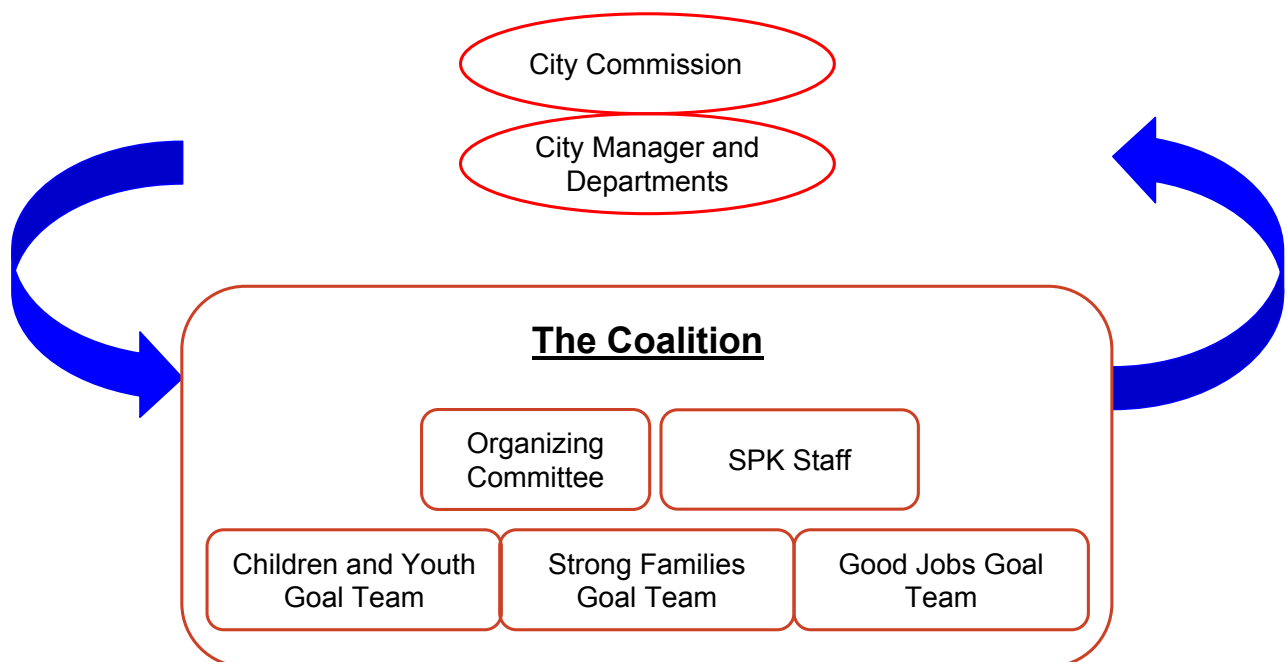 City Commission
City Manager and
Departments
The Coalition
Organizing
Committee
SPK Staff
Children and Youth
Goal Team
Strong Families
Goal Team
Good Jobs Goal
Team